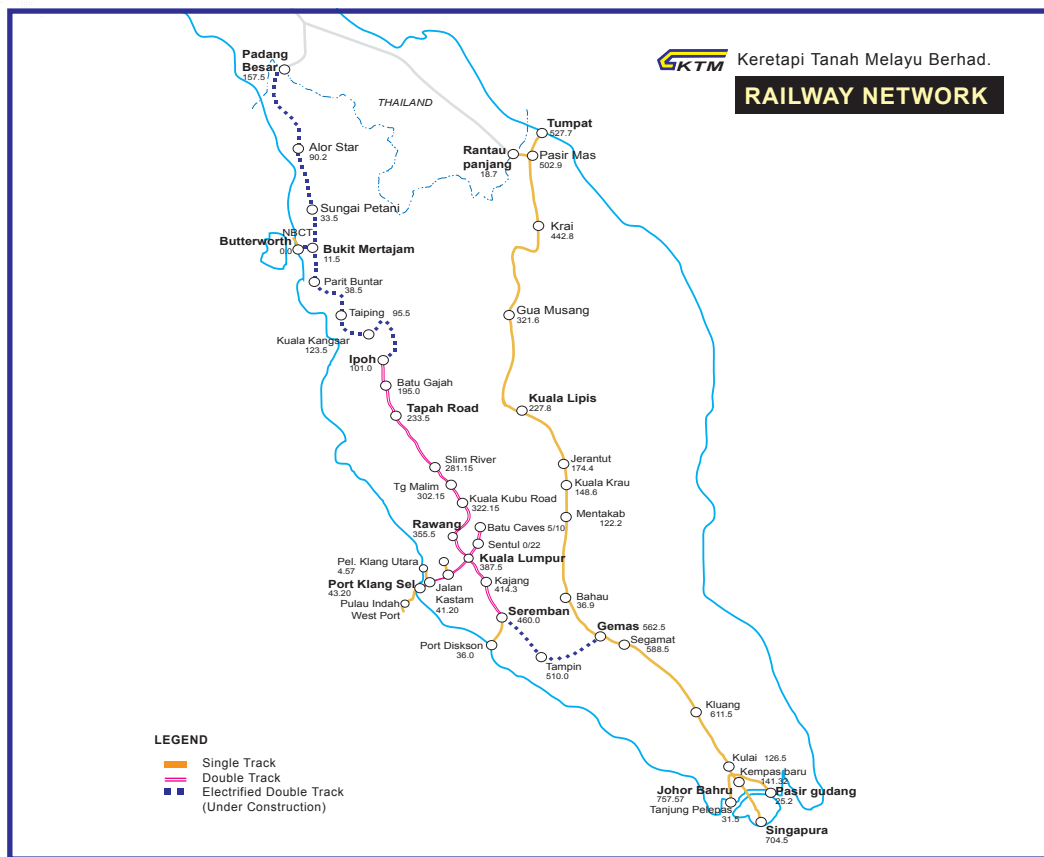 KTM Keretapi Tanah Melayu Berhad.
RAILWAY NETWORK
Padang
Besar
157.5
THAILAND
Tumpat
527.7
Rantau
panjang
18.7
Pasir Mas
502.9
Alor Star
90.2
Sungai Petani
33.5
Krai
442.8
NBCT
Butterworth
0.0
Bukit Mertajam
11.5
Parit Buntar
38.5
Taiping 95.5
Gua Musang
321.6
Kuala Kangsar
123.5
Ipoh
101.0
Batu Gajah
195.0
Tapah Road
233.5
Kuala Lipis
227.8
Slim River
281.15
Jerantut
174.4
Tg Malim
302.15
Kuala Krau
148.6
Kuala Kubu Road
322.15
Mentakab
122.2
Rawang
355.5
Batu Caves 5/10
Sentul 0/22
Kuala Lumpur
387.5
Pel. Klang Utara
4.57
Port Klang Sel
43.20
Jalan
Kastam
41.20
Kajang
414.3
Pulau Indah
West Port
Bahau
36.9
Seremban
460.0
Gemas 562.5
Segamat
588.5
Port Diskson
36.0
Tampin
510.0
Kluang
611.5
Kulai 126.5
Kempas baru
141.32
Johor Bahru
757.57
Pasir gudang
25.2
Tanjung Pelepas
31.5
Singapura
704.5
LEGEND
Single Track
Double Track
Electrified Double Track
(Under Construction)